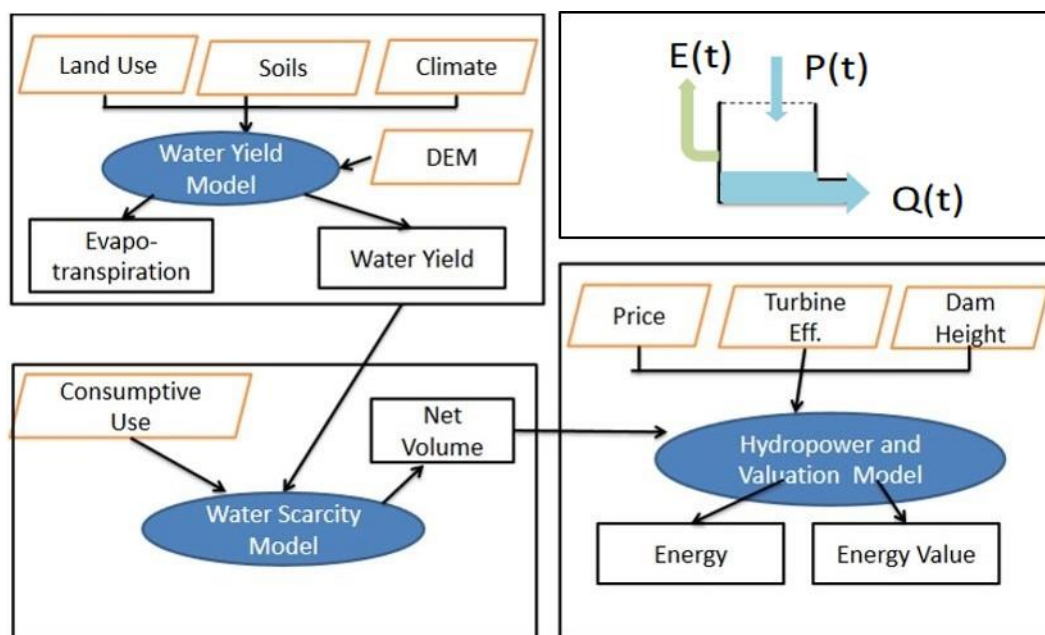 Land Use
Soils
Climate
Water Yield
Model
DEM
Evapo-
transpiration
Water Yield
E(t)
P(t)
Q(t)
Consumptive
Use
Net
Volume
Water Scarcity
Model
Price
Turbine
Eff.
Dam
Height
Hydropower and
Valuation Model
Energy
Energy Value